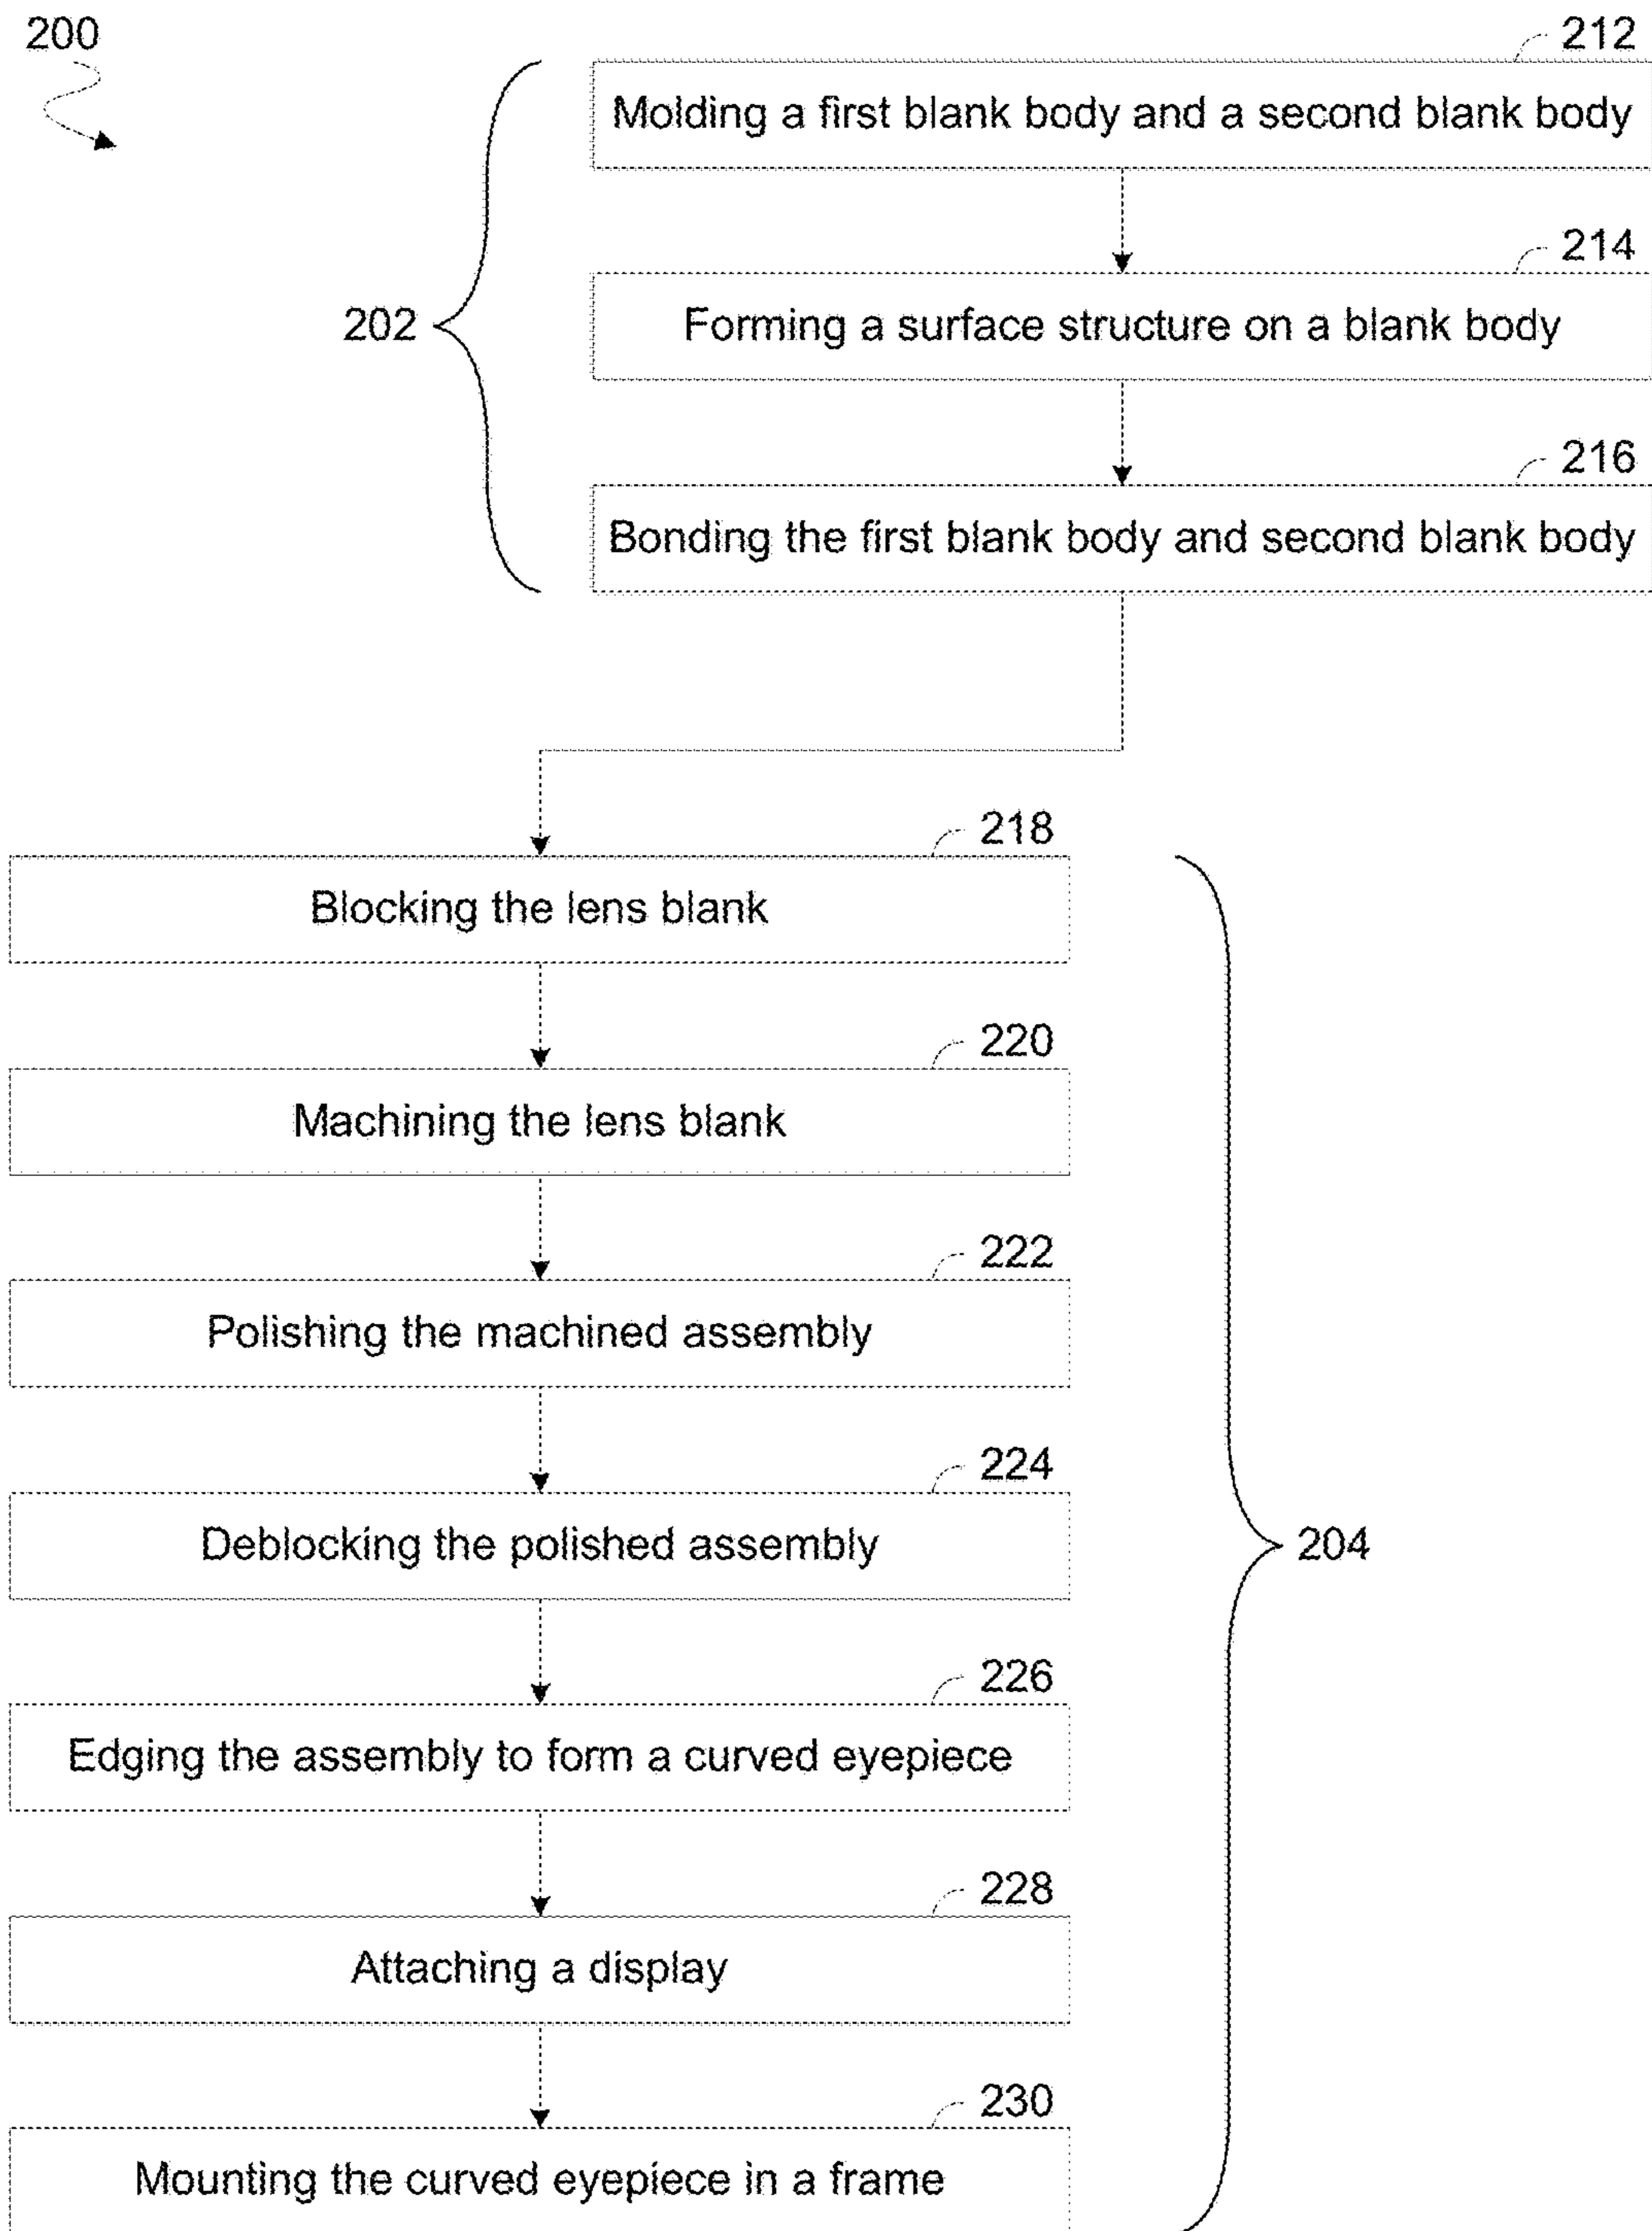 200
212
Molding a first blank body and a second blank body
214
Forming a surface structure on a blank body
202
216
Bonding the first blank body and second blank body
218
Blocking the lens blank
220
Machining the lens blank
222
Polishing the machined assembly
224
Deblocking the polished assembly
204
226
Edging the assembly to form a curved eyepiece
228
Attaching a display
230
Mounting the curved eyepiece in a frame